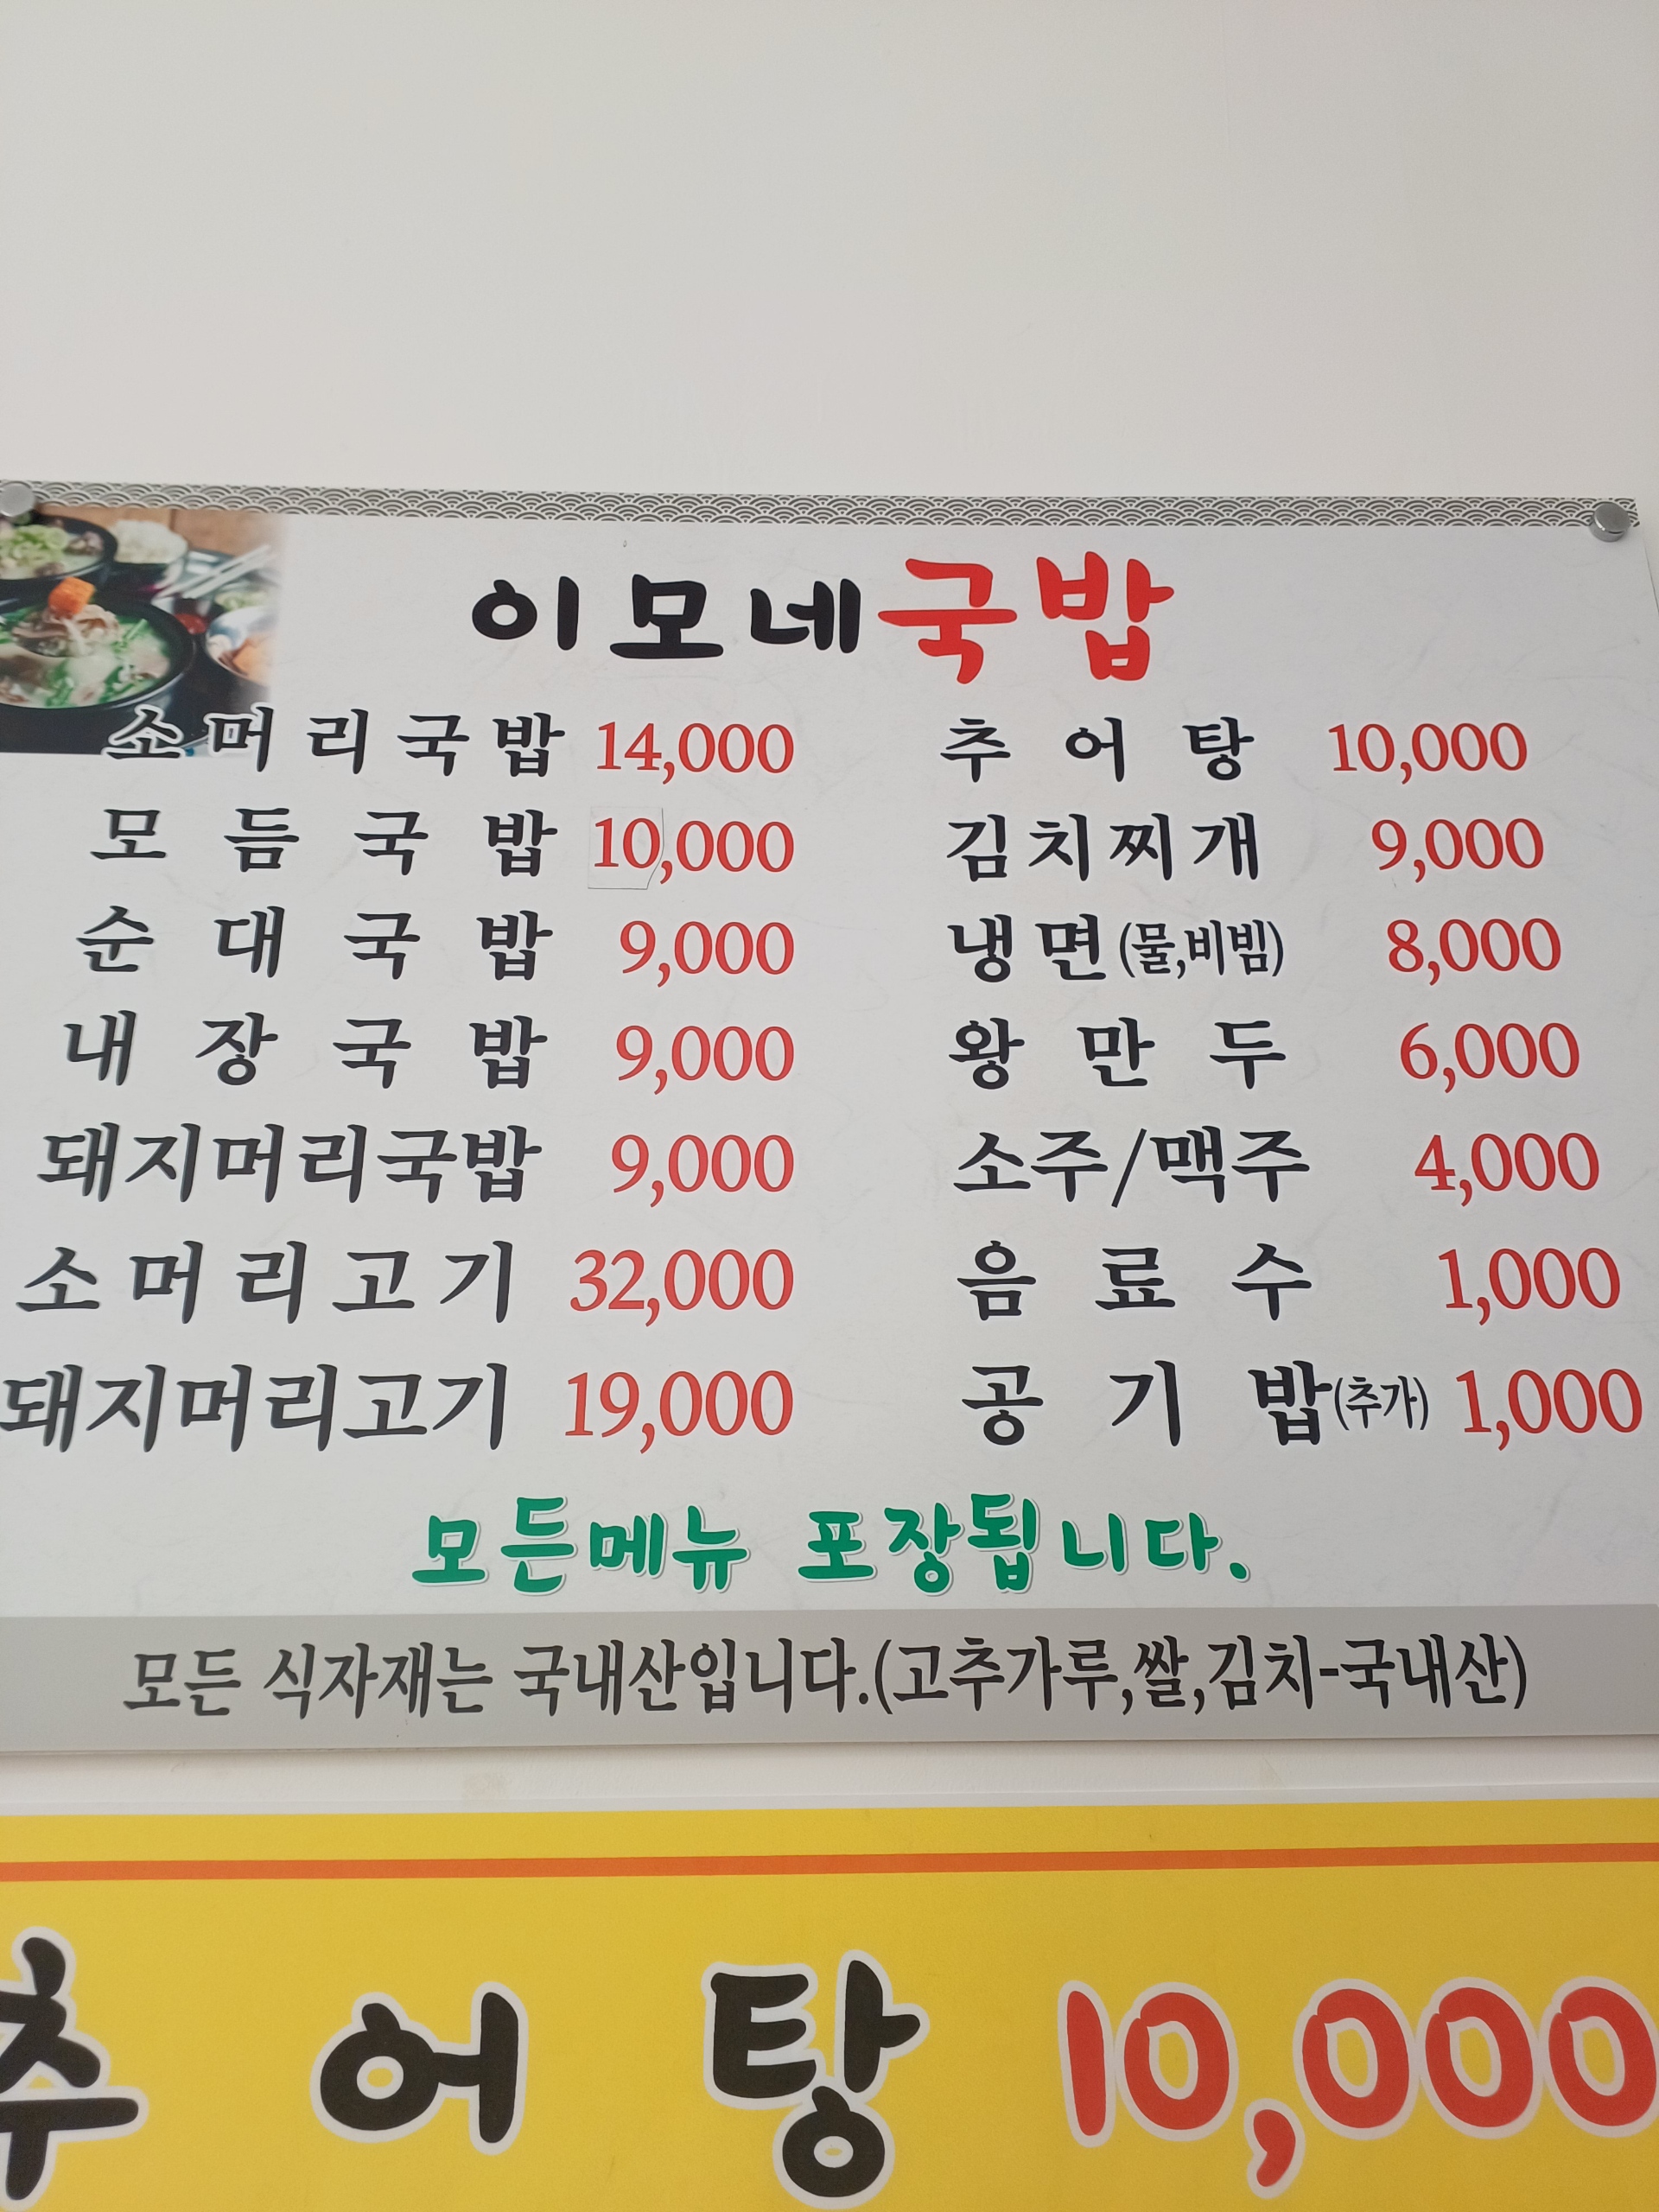 이모네국밥
소머리국밥 14,000
모듬국밥 10,000
순대국밥 9,000
내장국밥 9,000
돼지머리국밥 9,000
소머리고기 32,000
돼지머리고기 19,000
추어탕 10,000
김치찌개 9,000
냉면(물,비빔) 8,000
왕만두 6,000
소주/맥주 4,000
음료수 1,000
공기밥(추가) 1,000
모든메뉴 포장됩니다.
모든 식자재는 국내산입니다.(고추가루,쌀,김치-국내산)
추어탕 10,000